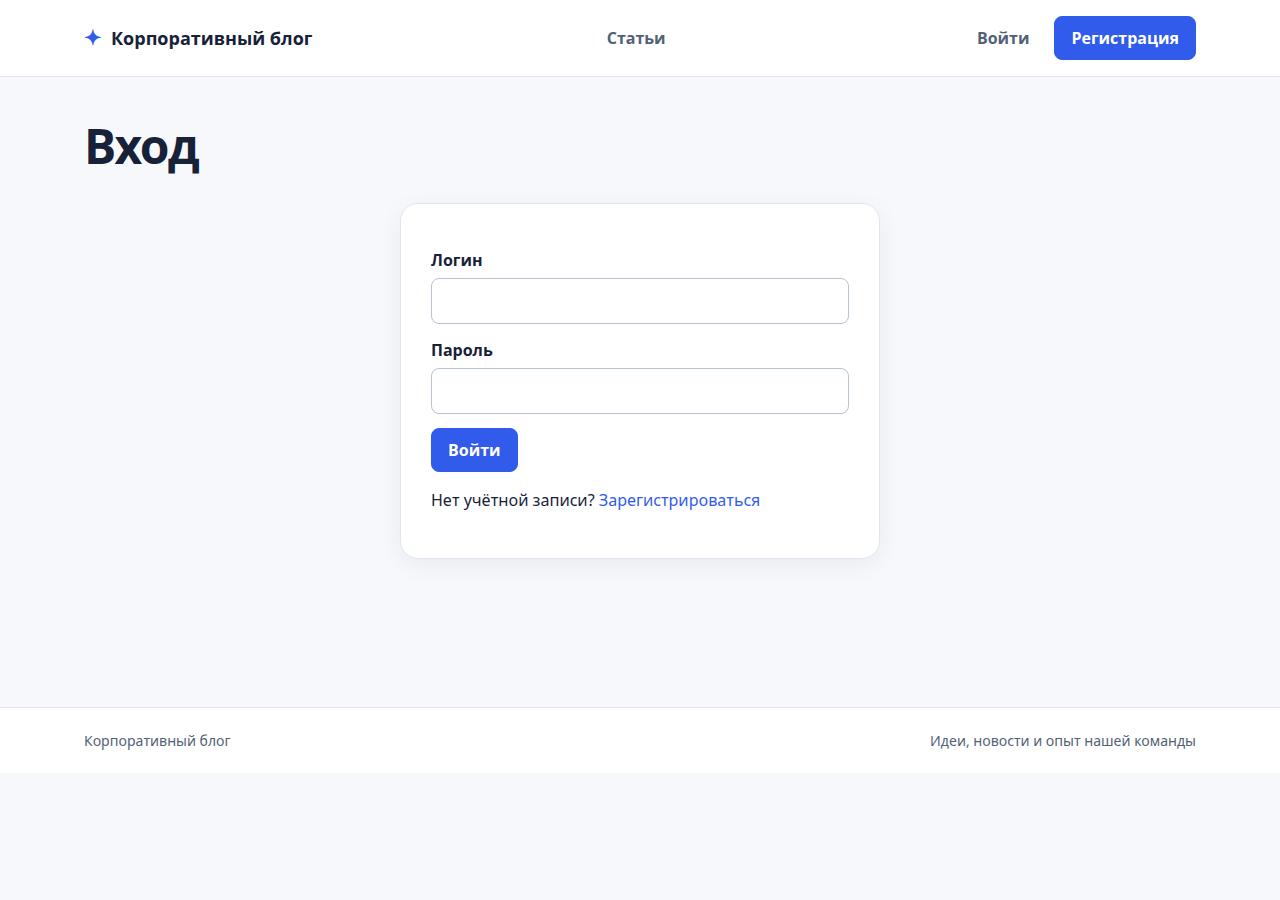 ✦ Корпоративный блог
Статьи
Войти
Регистрация
Вход
Логин
Пароль
Войти
Нет учётной записи? Зарегистрироваться
Корпоративный блог
Идеи, новости и опыт нашей команды